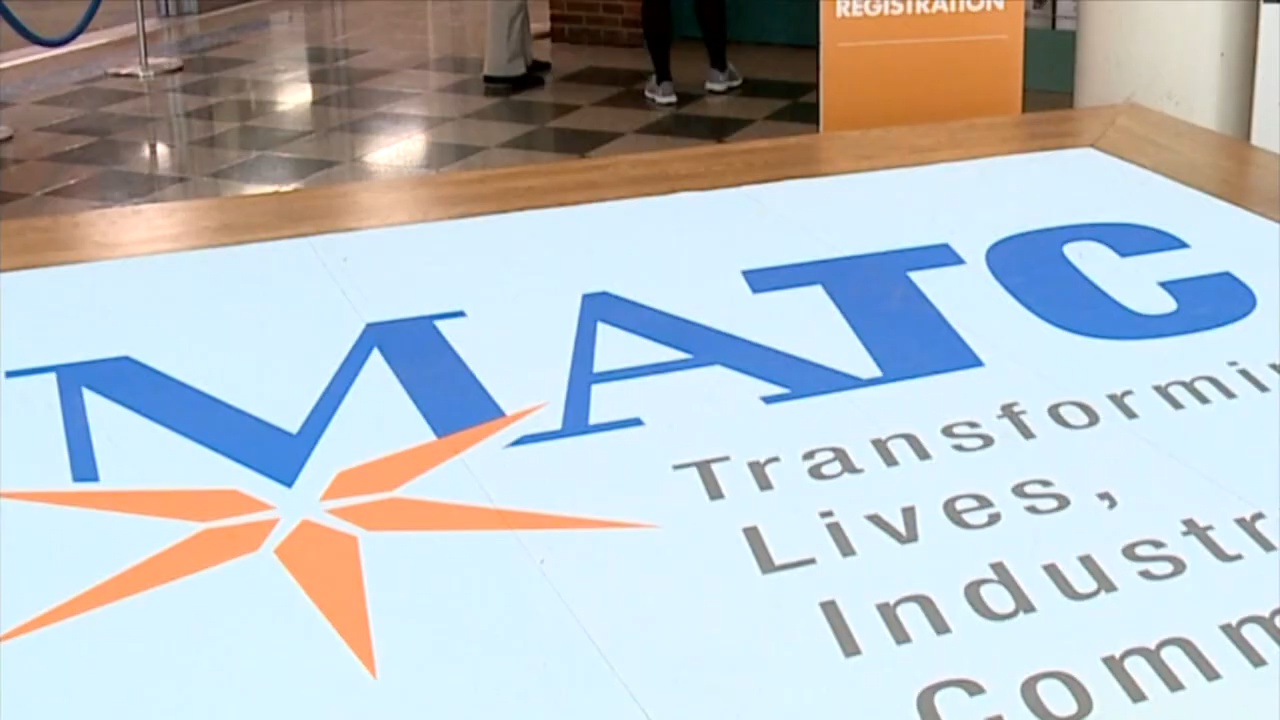 REGISTRATION
MATC
Transformi
Lives,
Industr
Comm